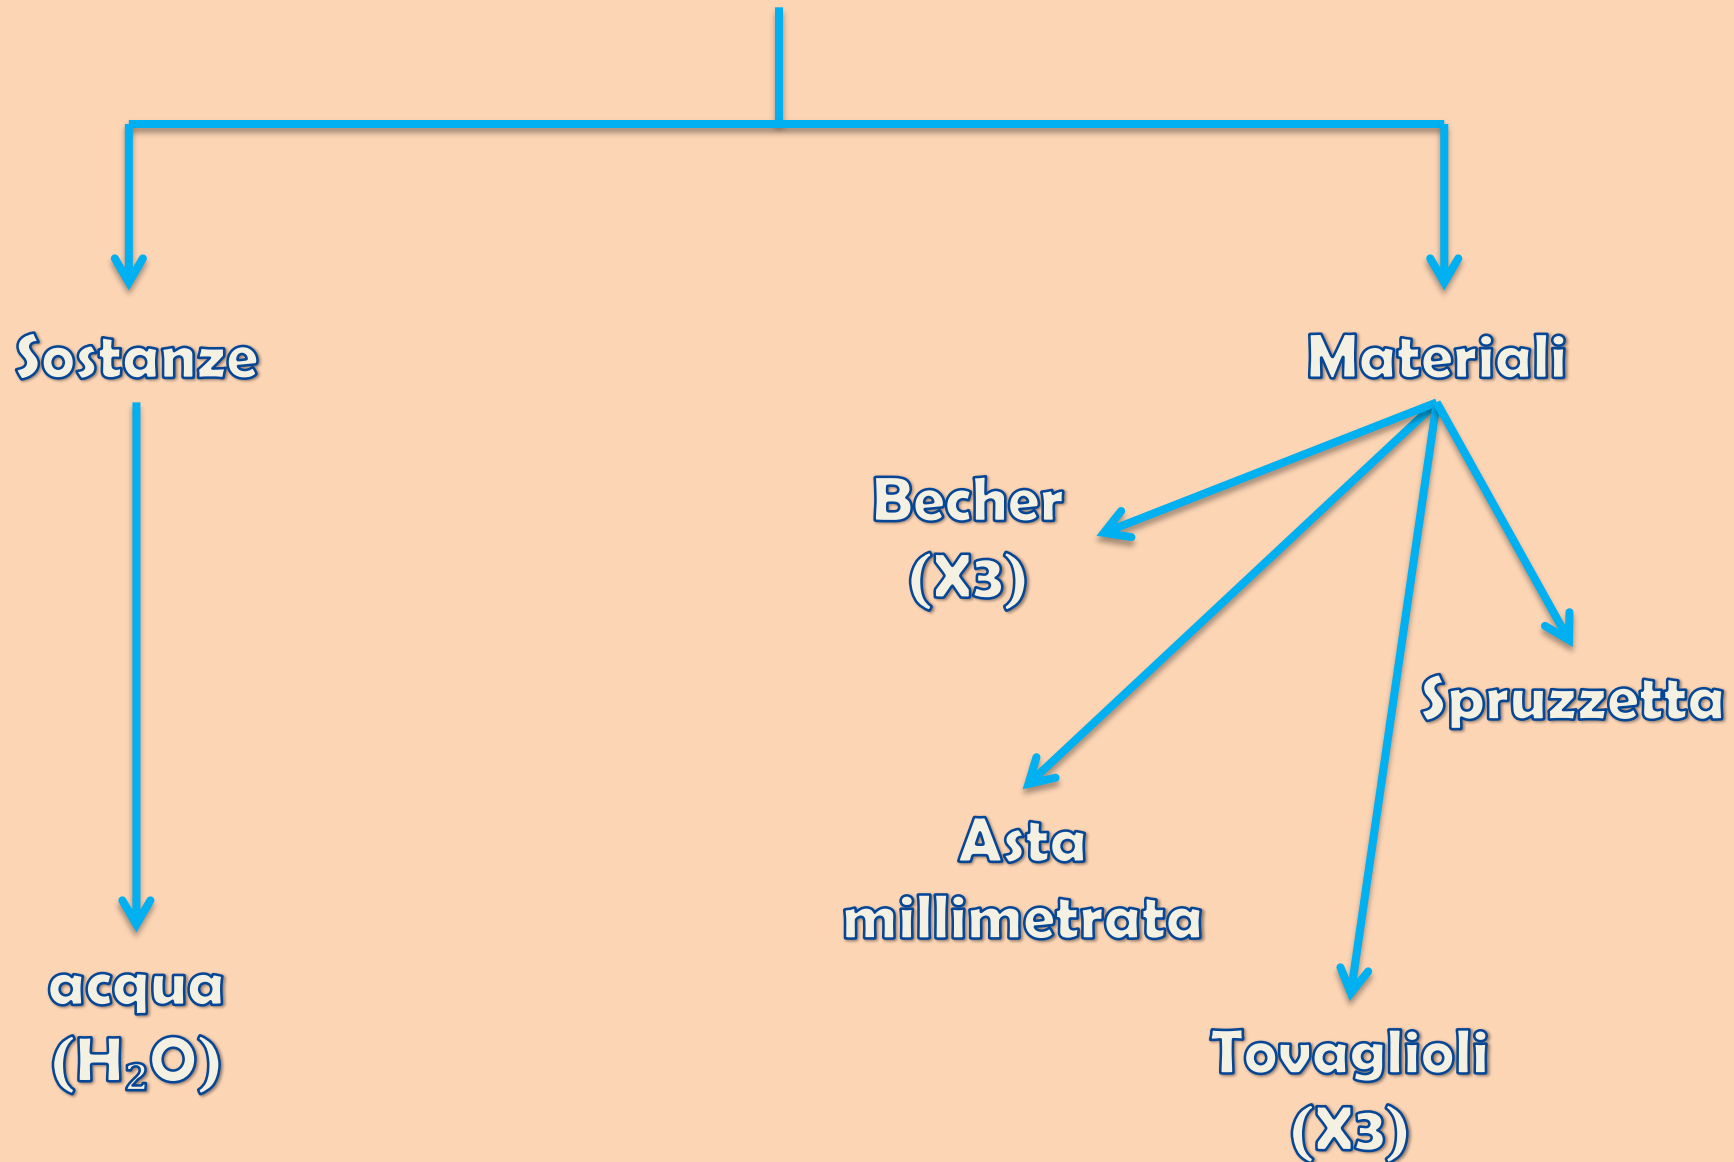 Sostanze
Materiali
Becher
(X3)
Spruzzetta
Asta
millimetrata
acqua
(H₂O)
Tovaglioli
(X3)